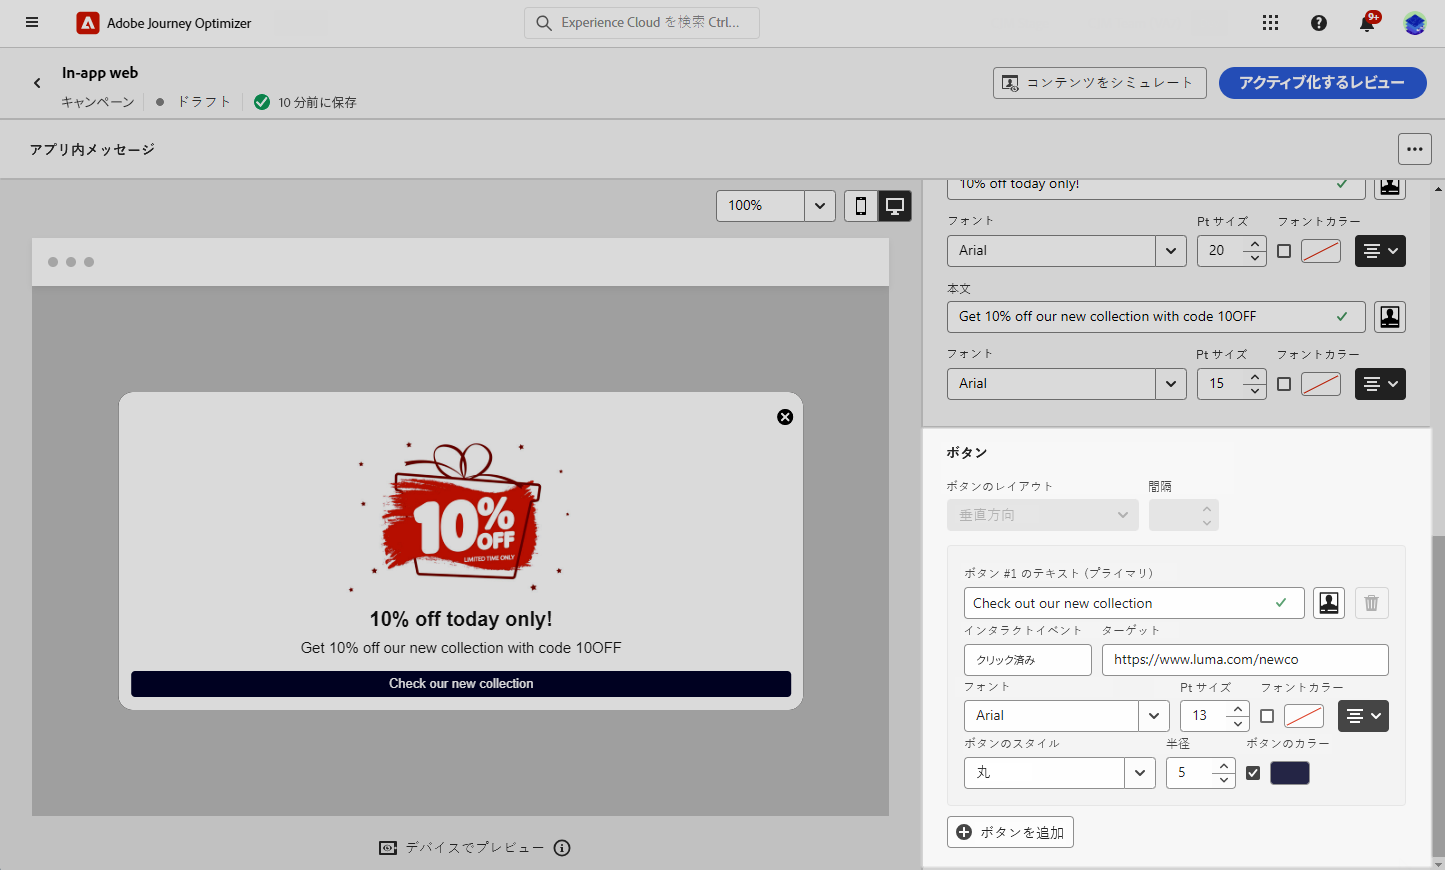 Adobe Journey Optimizer
Experience Cloud を検索 Ctrl...
9+
In-app web
キャンペーン
ドラフト
10 分前に保存
コンテンツをシミュレート
アクティブ化するレビュー
アプリ内メッセージ
100%
10% off today only!
フォント
Pt サイズ
フォントカラー
Arial
20
本文
Get 10% off our new collection with code 10OFF
フォント
Pt サイズ
フォントカラー
Arial
15
10%
OFF
LIMITED TIME ONLY
10% off today only!
Get 10% off our new collection with code 10OFF
Check our new collection
デバイスでプレビュー
ボタン
ボタンのレイアウト
間隔
垂直方向
ボタン #1 のテキスト (プライマリ)
Check out our new collection
インタラクトイベント
ターゲット
クリック済み
https://www.luma.com/newco
フォント
Pt サイズ
フォントカラー
Arial
13
ボタンのスタイル
半径
ボタンのカラー
丸
5
ボタンを追加